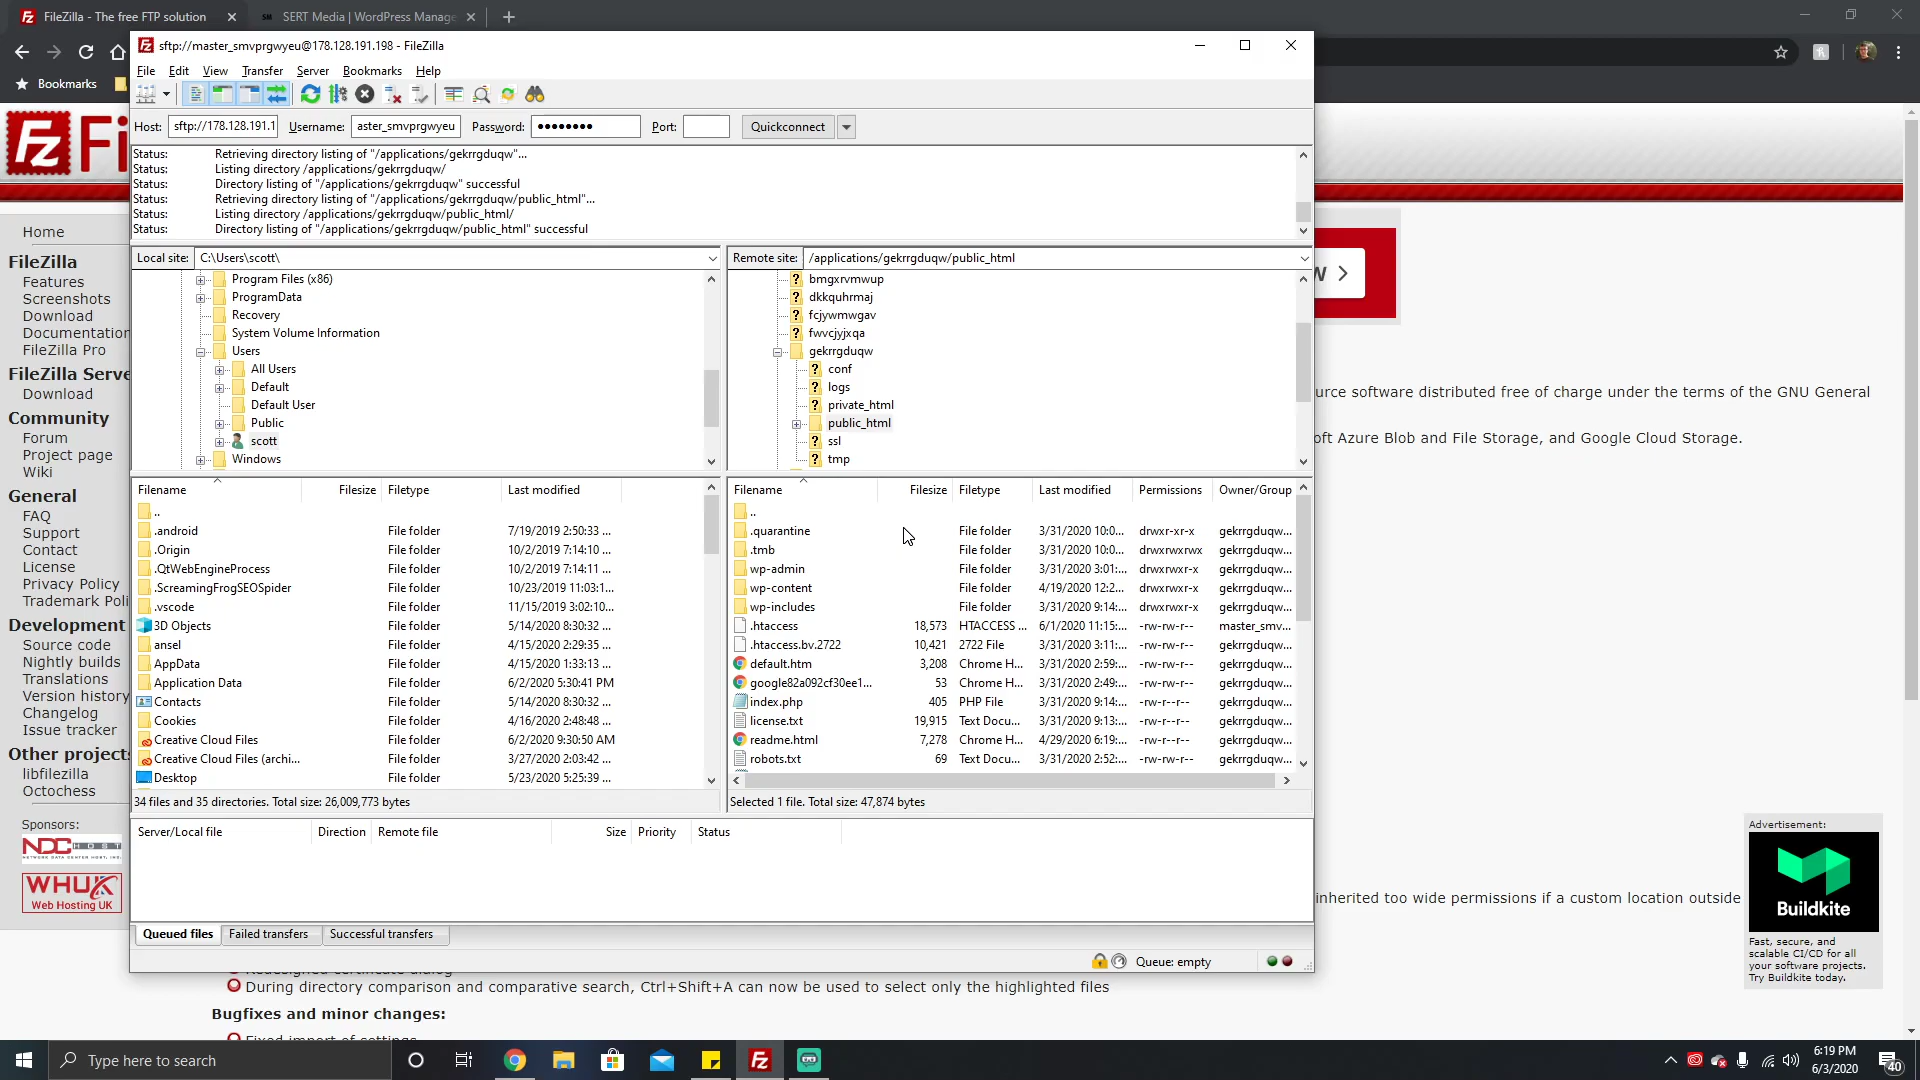 FileZilla - The free FTP solution
SERT Media | WordPress Manage
Bookmarks
sftp://master_smvprgwyeu@178.128.191.198 - FileZilla
File Edit View Transfer Server Bookmarks Help
Host: sftp://178.128.191.1 Username: aster_smvprgwyeu Password: ●●●●●●●● Port: Quickconnect
Status: Retrieving directory listing of "/applications/gekrrgduqw"...
Status: Listing directory /applications/gekrrgduqw/
Status: Directory listing of "/applications/gekrrgduqw" successful
Status: Retrieving directory listing of "/applications/gekrrgduqw/public_html"...
Status: Listing directory /applications/gekrrgduqw/public_html/
Status: Directory listing of "/applications/gekrrgduqw/public_html" successful
Local site: C:\Users\scott\
Program Files (x86)
ProgramData
Recovery
System Volume Information
Users
All Users
Default
Default User
Public
scott
Windows
Remote site: /applications/gekrrgduqw/public_html
bmgxrvmwup
dkkquhrmaj
fcjywmwgav
fwvcjyjxqa
gekrrgduqw
conf
logs
private_html
public_html
ssl
tmp
Filename Filesize Filetype Last modified
..
.android File folder 7/19/2019 2:50:33 ...
.Origin File folder 10/2/2019 7:14:10 ...
.QtWebEngineProcess File folder 10/2/2019 7:14:11 ...
.ScreamingFrogSEOSpider File folder 10/23/2019 11:03:1...
.vscode File folder 11/15/2019 3:02:10...
3D Objects File folder 5/14/2020 8:30:32 ...
ansel File folder 4/15/2020 2:29:35 ...
AppData File folder 4/15/2020 1:33:13 ...
Application Data File folder 6/2/2020 5:30:41 PM
Contacts File folder 5/14/2020 8:30:32 ...
Cookies File folder 4/16/2020 2:48:48 ...
Creative Cloud Files File folder 6/2/2020 9:30:50 AM
Creative Cloud Files (archi... File folder 3/27/2020 2:03:42 ...
Desktop File folder 5/23/2020 5:25:39 ...
34 files and 35 directories. Total size: 26,009,773 bytes
Filename Filesize Filetype Last modified Permissions Owner/Group
..
.quarantine File folder 3/31/2020 10:0... drwxr-xr-x gekrrgduqw...
.tmb File folder 3/31/2020 10:0... drwxrwxrwx gekrrgduqw...
wp-admin File folder 3/31/2020 3:01:... drwxrwxr-x gekrrgduqw...
wp-content File folder 4/19/2020 12:2... drwxrwxr-x gekrrgduqw...
wp-includes File folder 3/31/2020 9:14:... drwxrwxr-x gekrrgduqw...
.htaccess 18,573 HTACCESS ... 6/1/2020 11:15:... -rw-rw-r-- master_smv...
.htaccess.bv.2722 10,421 2722 File 3/31/2020 3:11:... -rw-rw-r-- gekrrgduqw...
default.htm 3,208 Chrome H... 3/31/2020 2:59:... -rw-rw-r-- gekrrgduqw...
google82a092cf30ee1... 53 Chrome H... 3/31/2020 2:49:... -rw-rw-r-- gekrrgduqw...
index.php 405 PHP File 3/31/2020 9:14:... -rw-r--r-- gekrrgduqw...
license.txt 19,915 Text Docu... 3/31/2020 9:13:... -rw-r--r-- gekrrgduqw...
readme.html 7,278 Chrome H... 4/29/2020 6:19:... -rw-r--r-- gekrrgduqw...
robots.txt 69 Text Docu... 3/31/2020 2:52:... -rw-rw-r-- gekrrgduqw...
Selected 1 file. Total size: 47,874 bytes
Server/Local file Direction Remote file Size Priority Status
Queued files Failed transfers Successful transfers
Queue: empty
Fz Fi
Home
FileZilla
Features
Screenshots
Download
Documentation
FileZilla Pro
FileZilla Serve
Download
Community
Forum
Project page
Wiki
General
FAQ
Support
Contact
License
Privacy Policy
Trademark Poli
Development
Source code
Nightly builds
Translations
Version history
Changelog
Issue tracker
Other projects
libfilezilla
Octochess
Sponsors:
NDCHOST
NETWORK DATA CENTER HOST, INC.
WHUK
Web Hosting UK
W
urce software distributed free of charge under the terms of the GNU General
oft Azure Blob and File Storage, and Google Cloud Storage.
inherited too wide permissions if a custom location outside
During directory comparison and comparative search, Ctrl+Shift+A can now be used to select only the highlighted files
Bugfixes and minor changes:
Fixed import of settings
Advertisement:
Buildkite
Fast, secure, and
scalable CI/CD for all
your software projects.
Try Buildkite today.
Type here to search
6:19 PM
6/3/2020
40